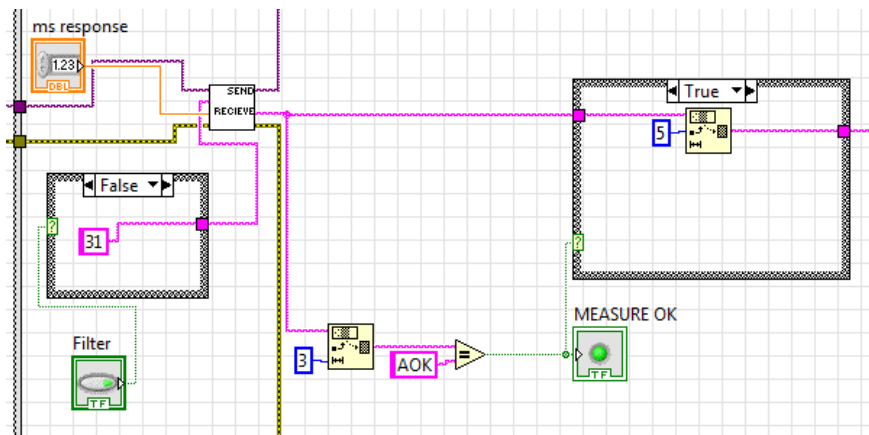 ms response
1.23
DBL
SEND
RECIEVE
True
5
False
?
31
?
3
AOK
=
MEASURE OK
TF
Filter
TF